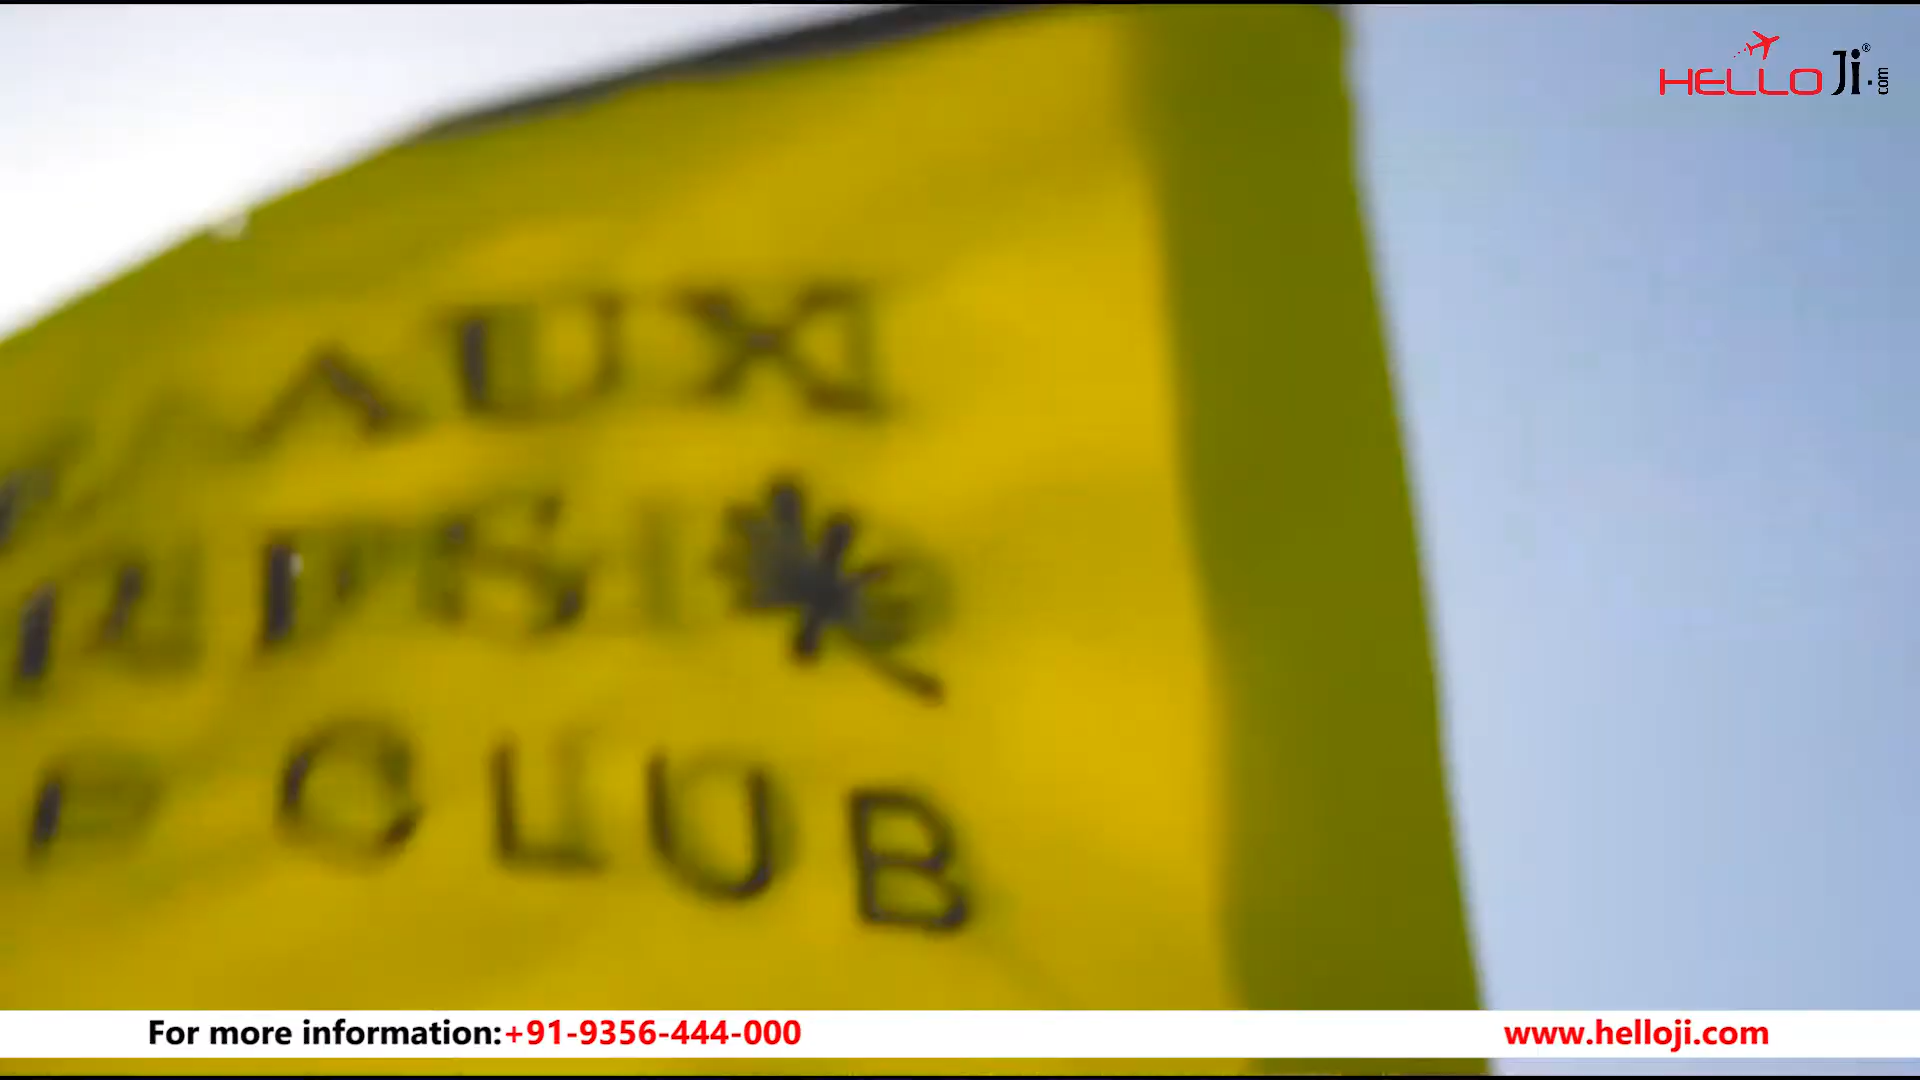 HELLO Ji.com®
AUX
CLUB
For more information:+91-9356-444-000
www.helloji.com